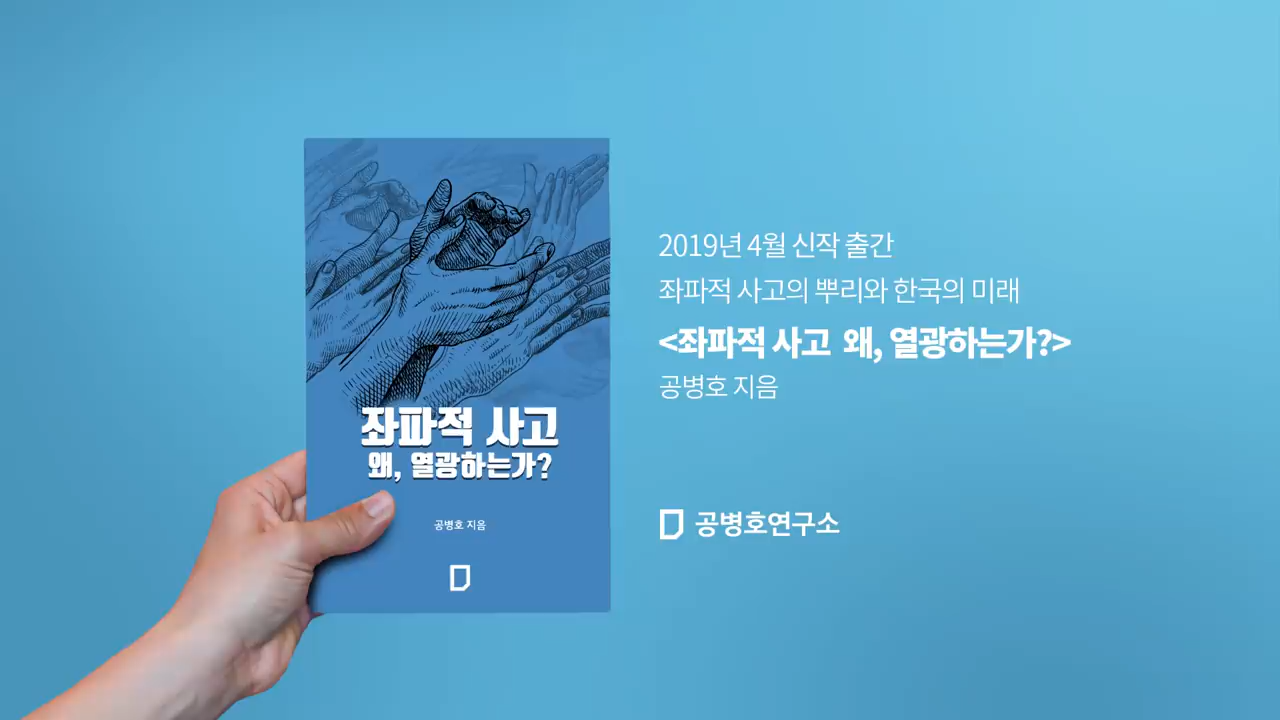 좌파적 사고
왜, 열광하는가?
공병호 지음
2019년 4월 신작 출간
좌파적 사고의 뿌리와 한국의 미래
<좌파적 사고 왜, 열광하는가?>
공병호 지음
공병호연구소